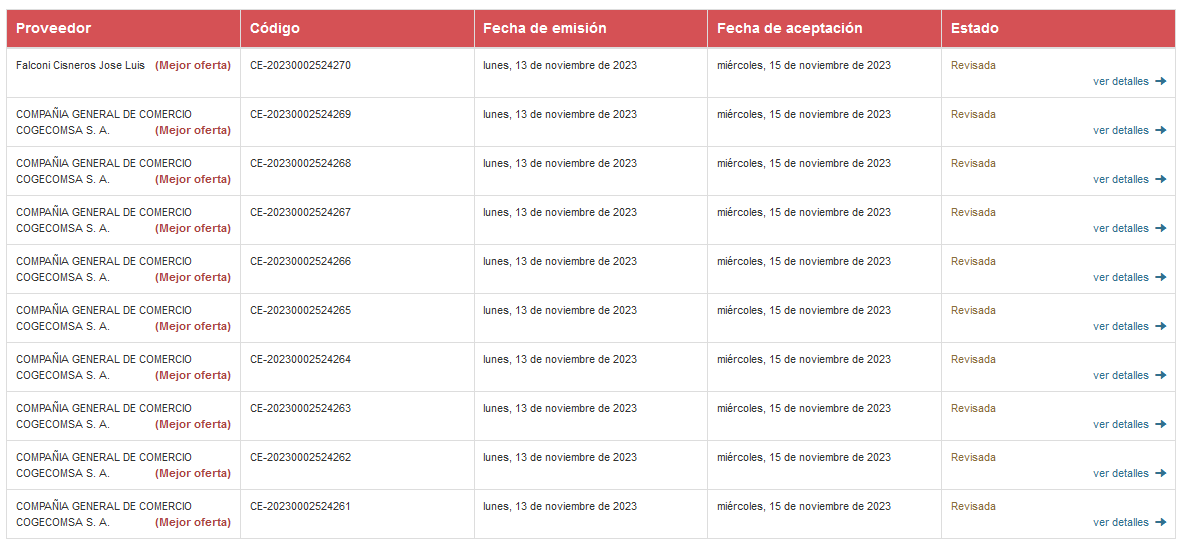 Proveedor Código Fecha de emisión Fecha de aceptación Estado
Falconi Cisneros Jose Luis (Mejor oferta) CE-20230002524270 lunes, 13 de noviembre de 2023 miércoles, 15 de noviembre de 2023 Revisada
ver detalles →
COMPAÑIA GENERAL DE COMERCIO CE-20230002524269 lunes, 13 de noviembre de 2023 miércoles, 15 de noviembre de 2023 Revisada
COGECOMSA S. A. (Mejor oferta) ver detalles →
COMPAÑIA GENERAL DE COMERCIO CE-20230002524268 lunes, 13 de noviembre de 2023 miércoles, 15 de noviembre de 2023 Revisada
COGECOMSA S. A. (Mejor oferta) ver detalles →
COMPAÑIA GENERAL DE COMERCIO CE-20230002524267 lunes, 13 de noviembre de 2023 miércoles, 15 de noviembre de 2023 Revisada
COGECOMSA S. A. (Mejor oferta) ver detalles →
COMPAÑIA GENERAL DE COMERCIO CE-20230002524266 lunes, 13 de noviembre de 2023 miércoles, 15 de noviembre de 2023 Revisada
COGECOMSA S. A. (Mejor oferta) ver detalles →
COMPAÑIA GENERAL DE COMERCIO CE-20230002524265 lunes, 13 de noviembre de 2023 miércoles, 15 de noviembre de 2023 Revisada
COGECOMSA S. A. (Mejor oferta) ver detalles →
COMPAÑIA GENERAL DE COMERCIO CE-20230002524264 lunes, 13 de noviembre de 2023 miércoles, 15 de noviembre de 2023 Revisada
COGECOMSA S. A. (Mejor oferta) ver detalles →
COMPAÑIA GENERAL DE COMERCIO CE-20230002524263 lunes, 13 de noviembre de 2023 miércoles, 15 de noviembre de 2023 Revisada
COGECOMSA S. A. (Mejor oferta) ver detalles →
COMPAÑIA GENERAL DE COMERCIO CE-20230002524262 lunes, 13 de noviembre de 2023 miércoles, 15 de noviembre de 2023 Revisada
COGECOMSA S. A. (Mejor oferta) ver detalles →
COMPAÑIA GENERAL DE COMERCIO CE-20230002524261 lunes, 13 de noviembre de 2023 miércoles, 15 de noviembre de 2023 Revisada
COGECOMSA S. A. (Mejor oferta) ver detalles →